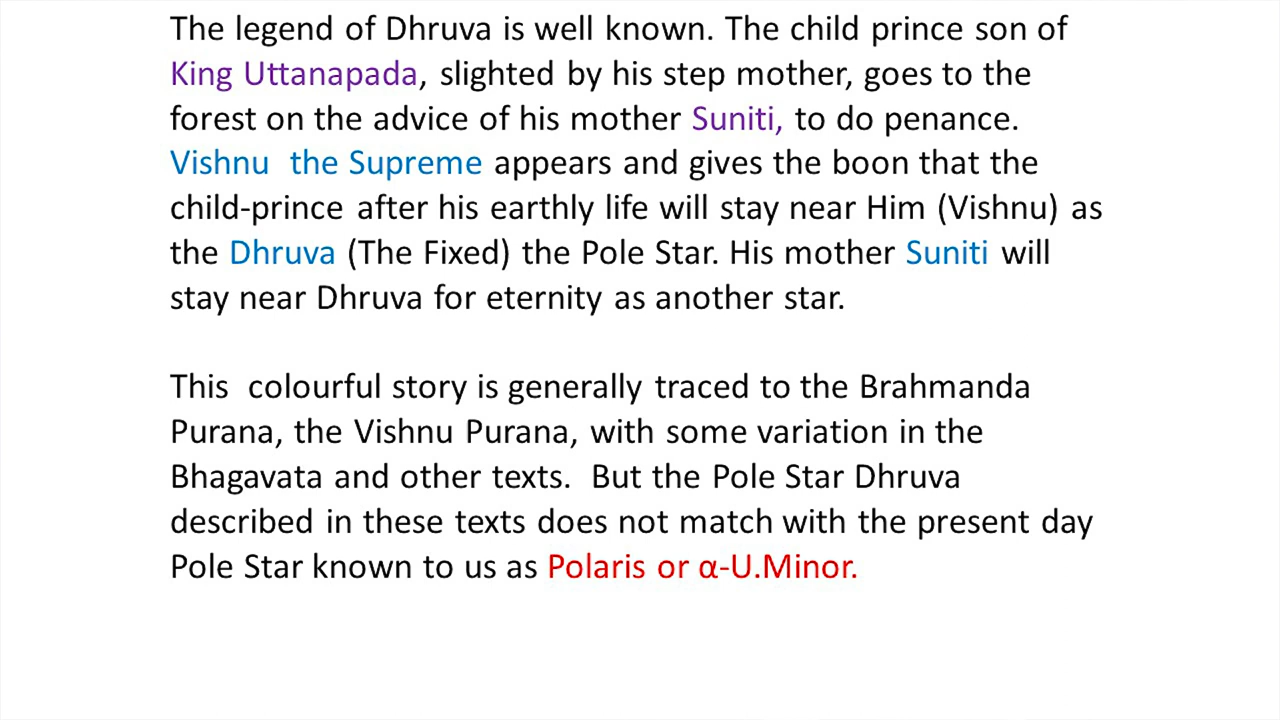 The legend of Dhruva is well known. The child prince son of
King Uttanapada, slighted by his step mother, goes to the
forest on the advice of his mother Suniti, to do penance.
Vishnu  the Supreme appears and gives the boon that the
child-prince after his earthly life will stay near Him (Vishnu) as
the Dhruva (The Fixed) the Pole Star. His mother Suniti will
stay near Dhruva for eternity as another star.
This  colourful story is generally traced to the Brahmanda
Purana, the Vishnu Purana, with some variation in the
Bhagavata and other texts.  But the Pole Star Dhruva
described in these texts does not match with the present day
Pole Star known to us as Polaris or α-U.Minor.